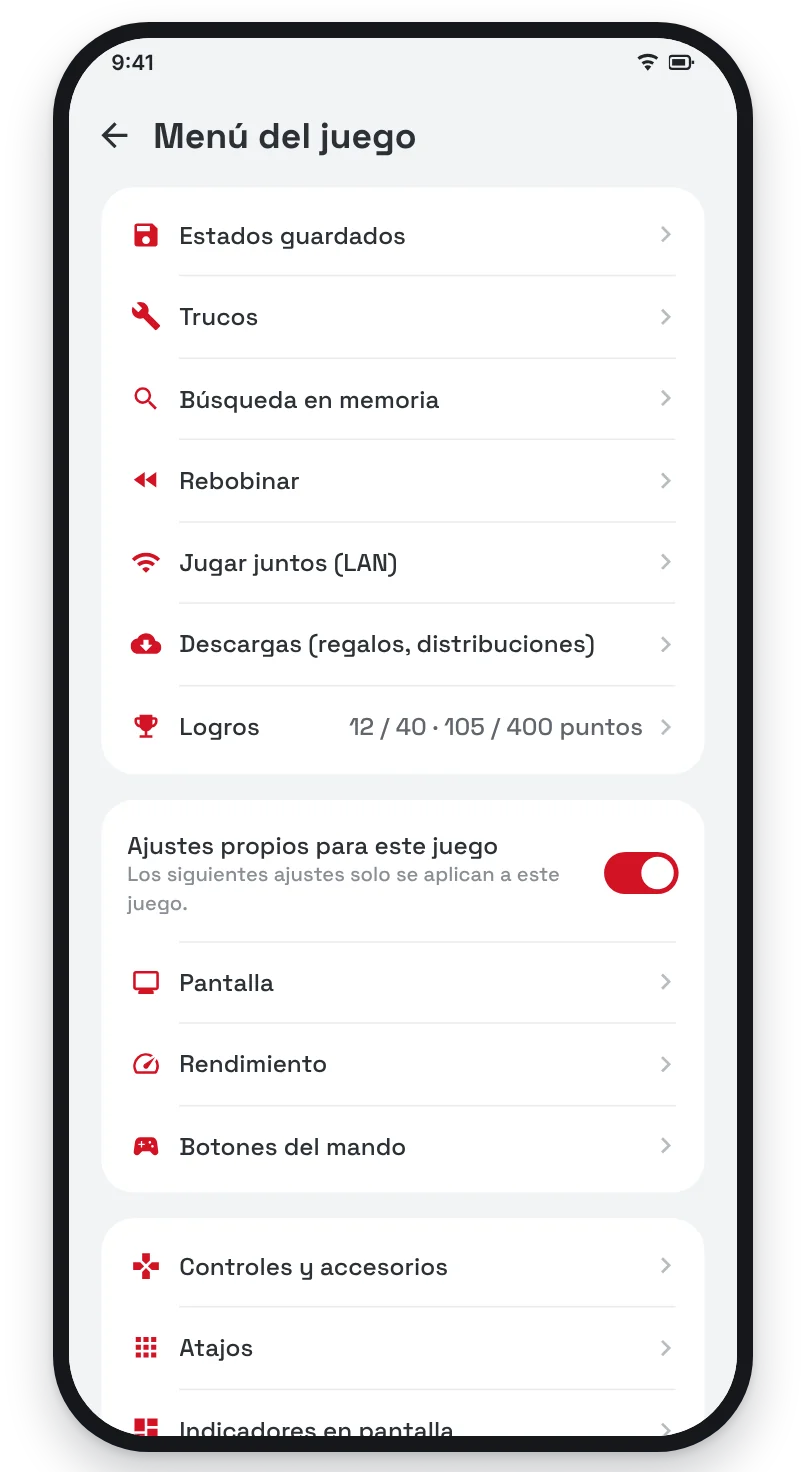 9:41
Menú del juego
Estados guardados
Trucos
Búsqueda en memoria
Rebobinar
Jugar juntos (LAN)
Descargas (regalos, distribuciones)
Logros 12 / 40 · 105 / 400 puntos
Ajustes propios para este juego
Los siguientes ajustes solo se aplican a este
juego.
Pantalla
Rendimiento
Botones del mando
Controles y accesorios
Atajos
Indicadores en pantalla